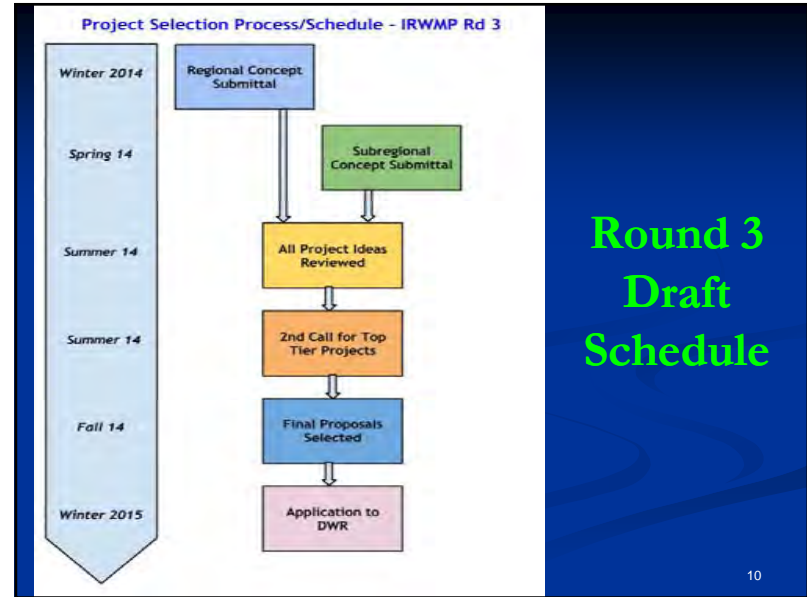 Project Selection Process/Schedule - IRWMP Rd 3
Winter 2014
Regional Concept
Submittal
Spring 14
Subregional
Concept Submittal
Summer 14
All Project Ideas
Reviewed
Summer 14
2nd Call for Top
Tier Projects
Fall 14
Final Proposals
Selected
Winter 2015
Application to
DWR
Round 3
Draft
Schedule
10